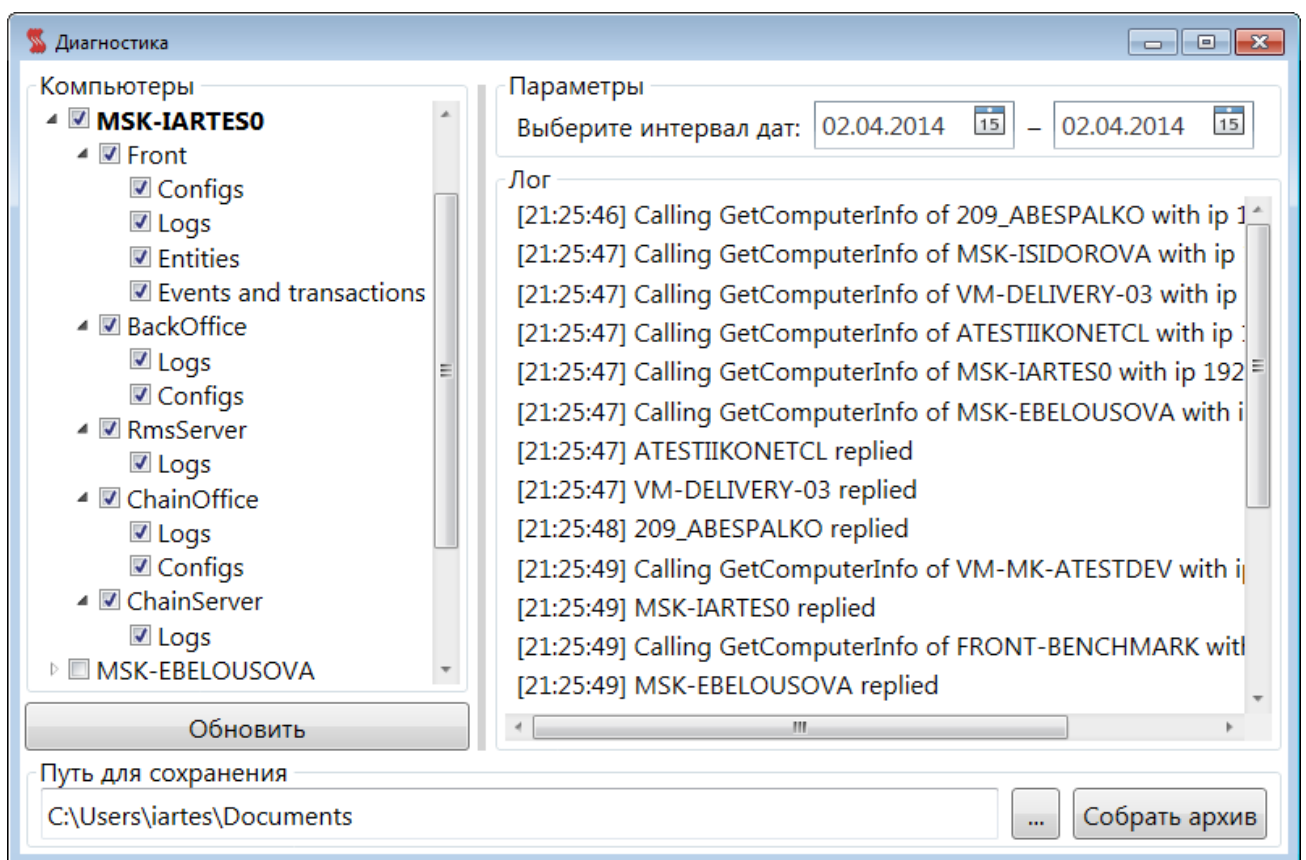 Диагностика
Компьютеры
MSK-IARTES0
Front
Configs
Logs
Entities
Events and transactions
BackOffice
Logs
Configs
RmsServer
Logs
ChainOffice
Logs
Configs
ChainServer
Logs
MSK-EBELOUSOVA
Обновить
Параметры
Выберите интервал дат: 02.04.2014 15 – 02.04.2014 15
Лог
[21:25:46] Calling GetComputerInfo of 209_ABESPALKO with ip 1
[21:25:47] Calling GetComputerInfo of MSK-ISIDOROVA with ip
[21:25:47] Calling GetComputerInfo of VM-DELIVERY-03 with ip
[21:25:47] Calling GetComputerInfo of ATESTIIKONETCL with ip
[21:25:47] Calling GetComputerInfo of MSK-IARTES0 with ip 192
[21:25:47] Calling GetComputerInfo of MSK-EBELOUSOVA with i
[21:25:47] ATESTIIKONETCL replied
[21:25:47] VM-DELIVERY-03 replied
[21:25:48] 209_ABESPALKO replied
[21:25:49] Calling GetComputerInfo of VM-MK-ATESTDEV with i
[21:25:49] MSK-IARTES0 replied
[21:25:49] Calling GetComputerInfo of FRONT-BENCHMARK with
[21:25:49] MSK-EBELOUSOVA replied
Путь для сохранения
C:\Users\iartes\Documents
...
Собрать архив